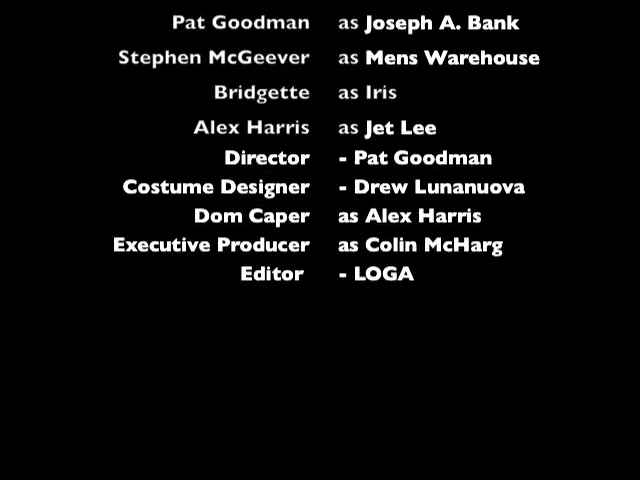 Pat Goodman as Joseph A. Bank
Stephen McGeever as Mens Warehouse
Bridgette as Iris
Alex Harris as Jet Lee
Director - Pat Goodman
Costume Designer - Drew Lunanuova
Dom Caper as Alex Harris
Executive Producer as Colin McHarg
Editor - LOGA